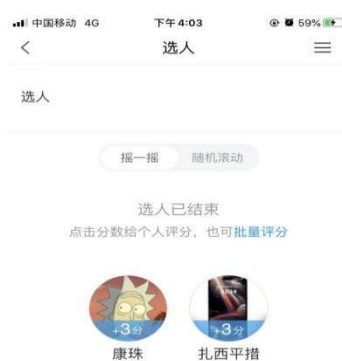 中国移动 4G 下午4:03 59%
选人
选人
摇一摇 随机滚动
选人已结束
点击分数给个人评分，也可批量评分
+3分 +3分
康珠 扎西平措